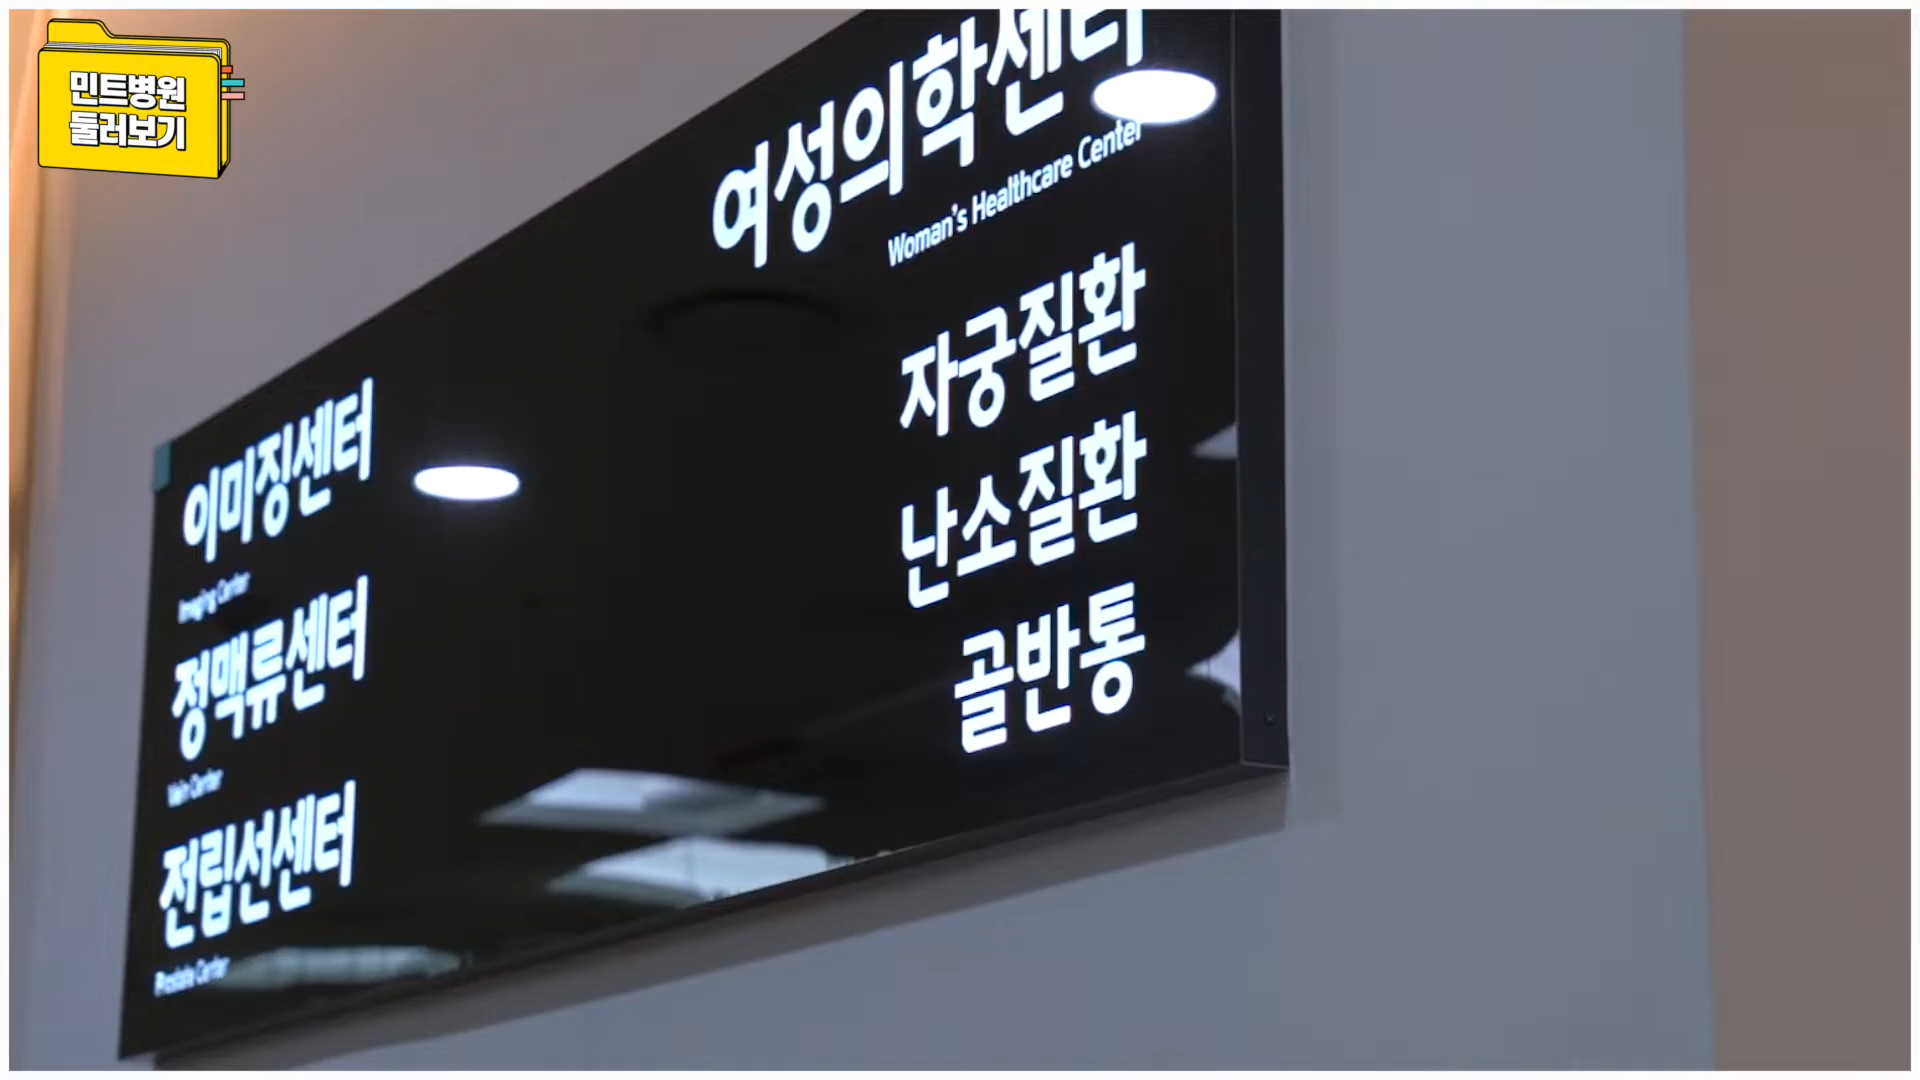 민트병원
둘러보기
이미징센터
Imaging Center
정맥류센터
Vein Center
전립선센터
Prostate Center
여성의학센터
Woman's Healthcare Center
자궁질환
난소질환
골반통